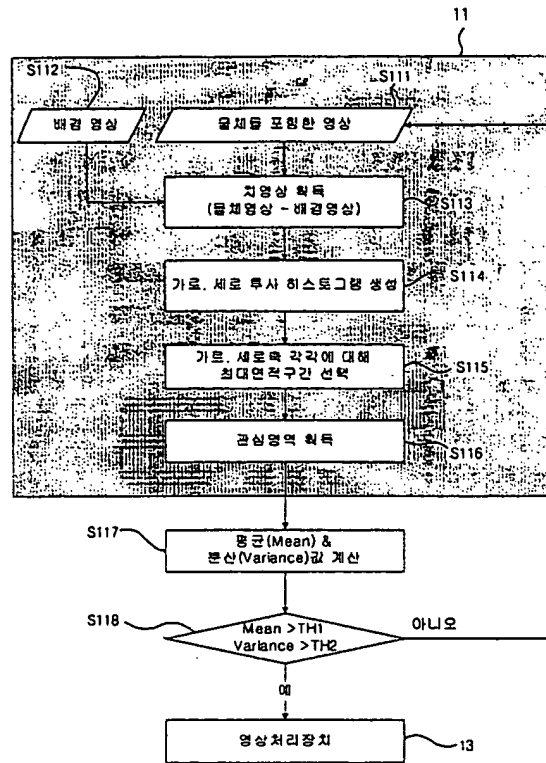 11
S112
S111
배경 영상
물체를 포함한 영상
치영상 획득
(물체영상 - 배경영상)
S113
가로, 세로 투사 히스토그램 생성
S114
가로, 세로축 각각에 대해
최대면적구간 선택
S115
관심영역 획득
S116
S117
평균(Mean) &
분산(Variance)값 계산
S118
Mean >TH1
Variance >TH2
아니오
예
영상처리장치
13